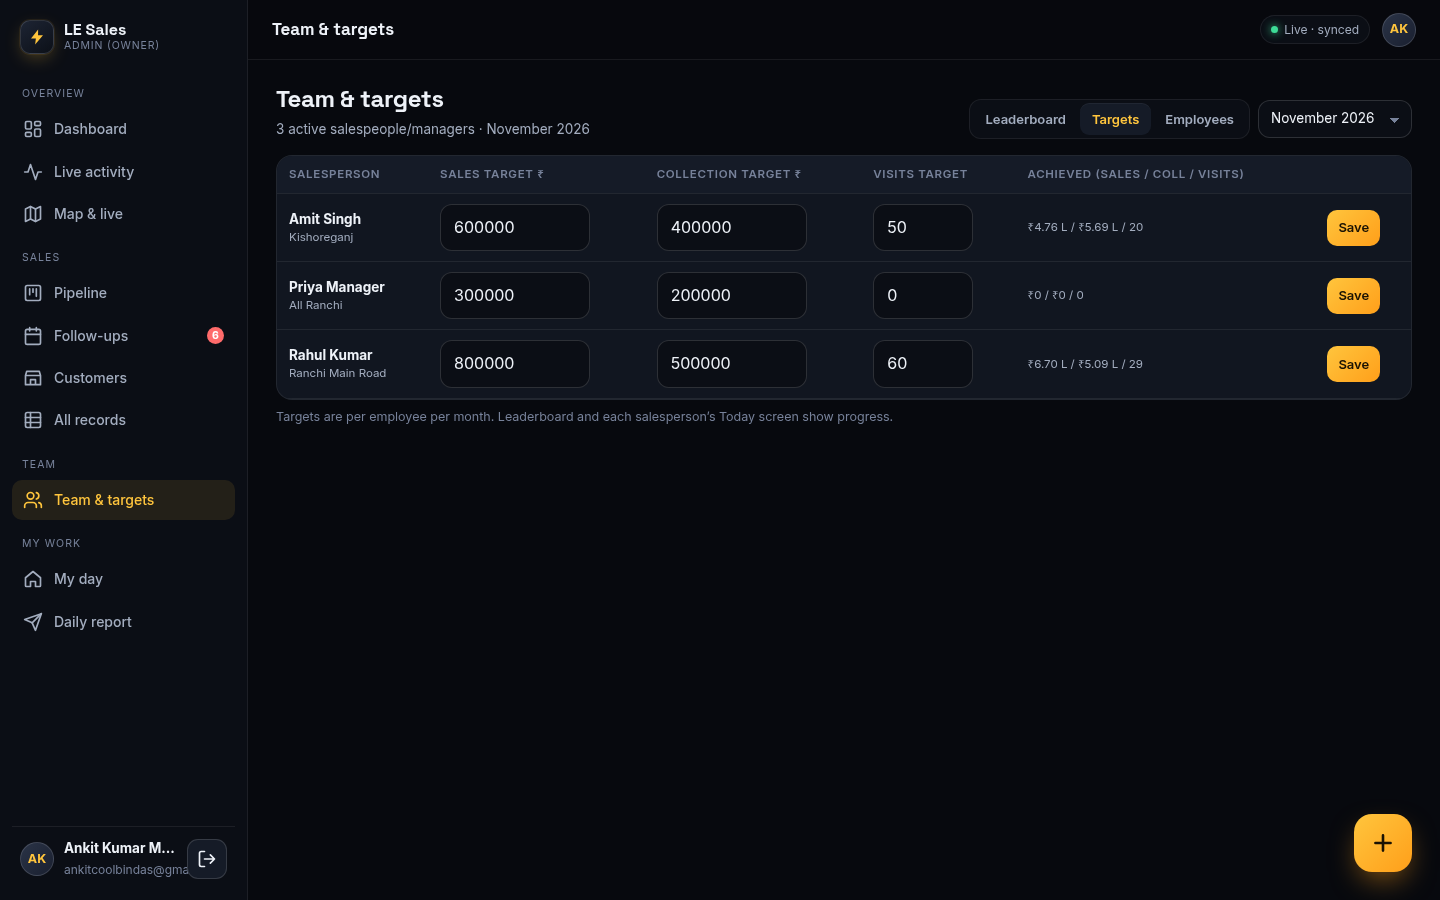 LE Sales
ADMIN (OWNER)
OVERVIEW
Dashboard
Live activity
Map & live
SALES
Pipeline
Follow-ups 6
Customers
All records
TEAM
Team & targets
MY WORK
My day
Daily report
AK
Ankit Kumar M...
ankitcoolbindas@gma
Team & targets
Live · synced
AK
Team & targets
3 active salespeople/managers · November 2026
Leaderboard Targets Employees
November 2026
SALESPERSON SALES TARGET ₹ COLLECTION TARGET ₹ VISITS TARGET ACHIEVED (SALES / COLL / VISITS)
Amit Singh
Kishoreganj
600000 400000 50 ₹4.76 L / ₹5.69 L / 20 Save
Priya Manager
All Ranchi
300000 200000 0 ₹0 / ₹0 / 0 Save
Rahul Kumar
Ranchi Main Road
800000 500000 60 ₹6.70 L / ₹5.09 L / 29 Save
Targets are per employee per month. Leaderboard and each salesperson's Today screen show progress.
+